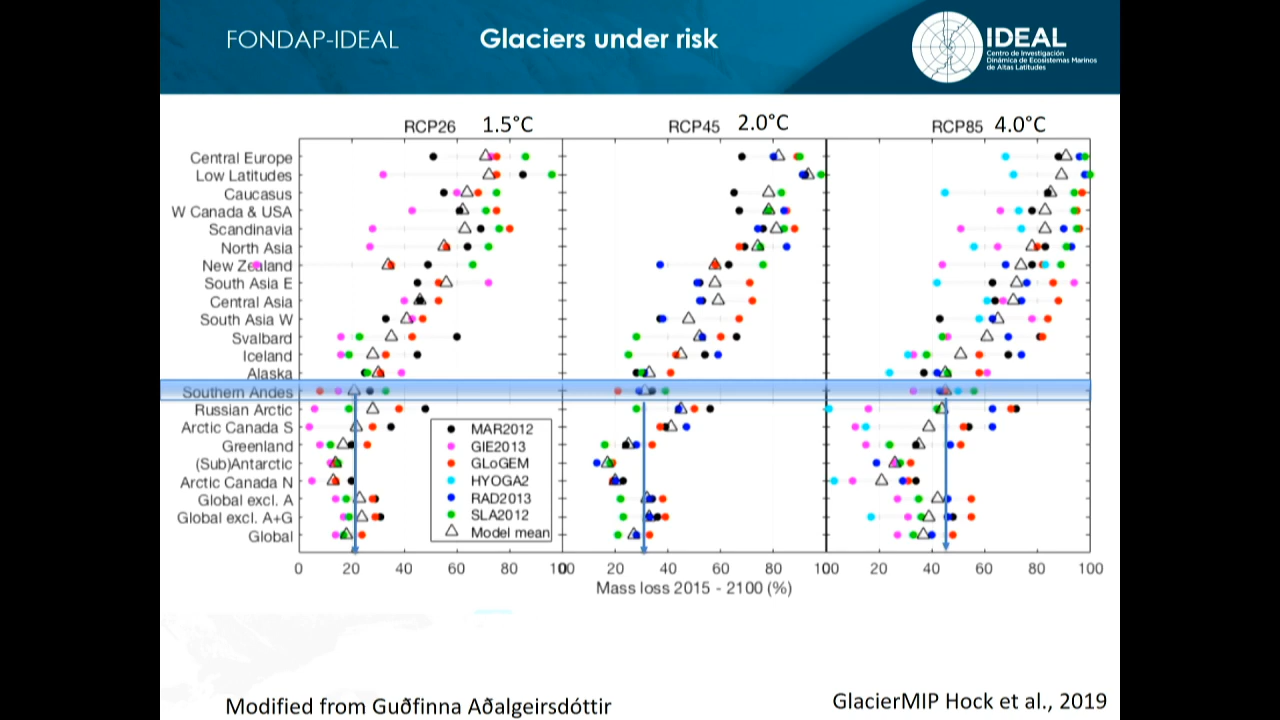 FONDAP-IDEAL
Glaciers under risk
IDEAL
Centro de Investigación
Dinámica de Ecosistemas Marinos
de Altas Latitudes
RCP26 1.5°C
RCP45 2.0°C
RCP85 4.0°C
Central Europe
Low Latitudes
Caucasus
W Canada & USA
Scandinavia
North Asia
New Zealand
South Asia E
Central Asia
South Asia W
Svalbard
Iceland
Alaska
Southern Andes
Russian Arctic
Arctic Canada S
Greenland
(Sub)Antarctic
Arctic Canada N
Global excl. A
Global excl. A+G
Global
MAR2012
GIE2013
GLoGEM
HYOGA2
RAD2013
SLA2012
Model mean
0 20 40 60 80 100
0 20 40 60 80 100
0 20 40 60 80 100
Mass loss 2015 - 2100 (%)
Modified from Guðfinna Aðalgeirsdóttir
GlacierMIP Hock et al., 2019